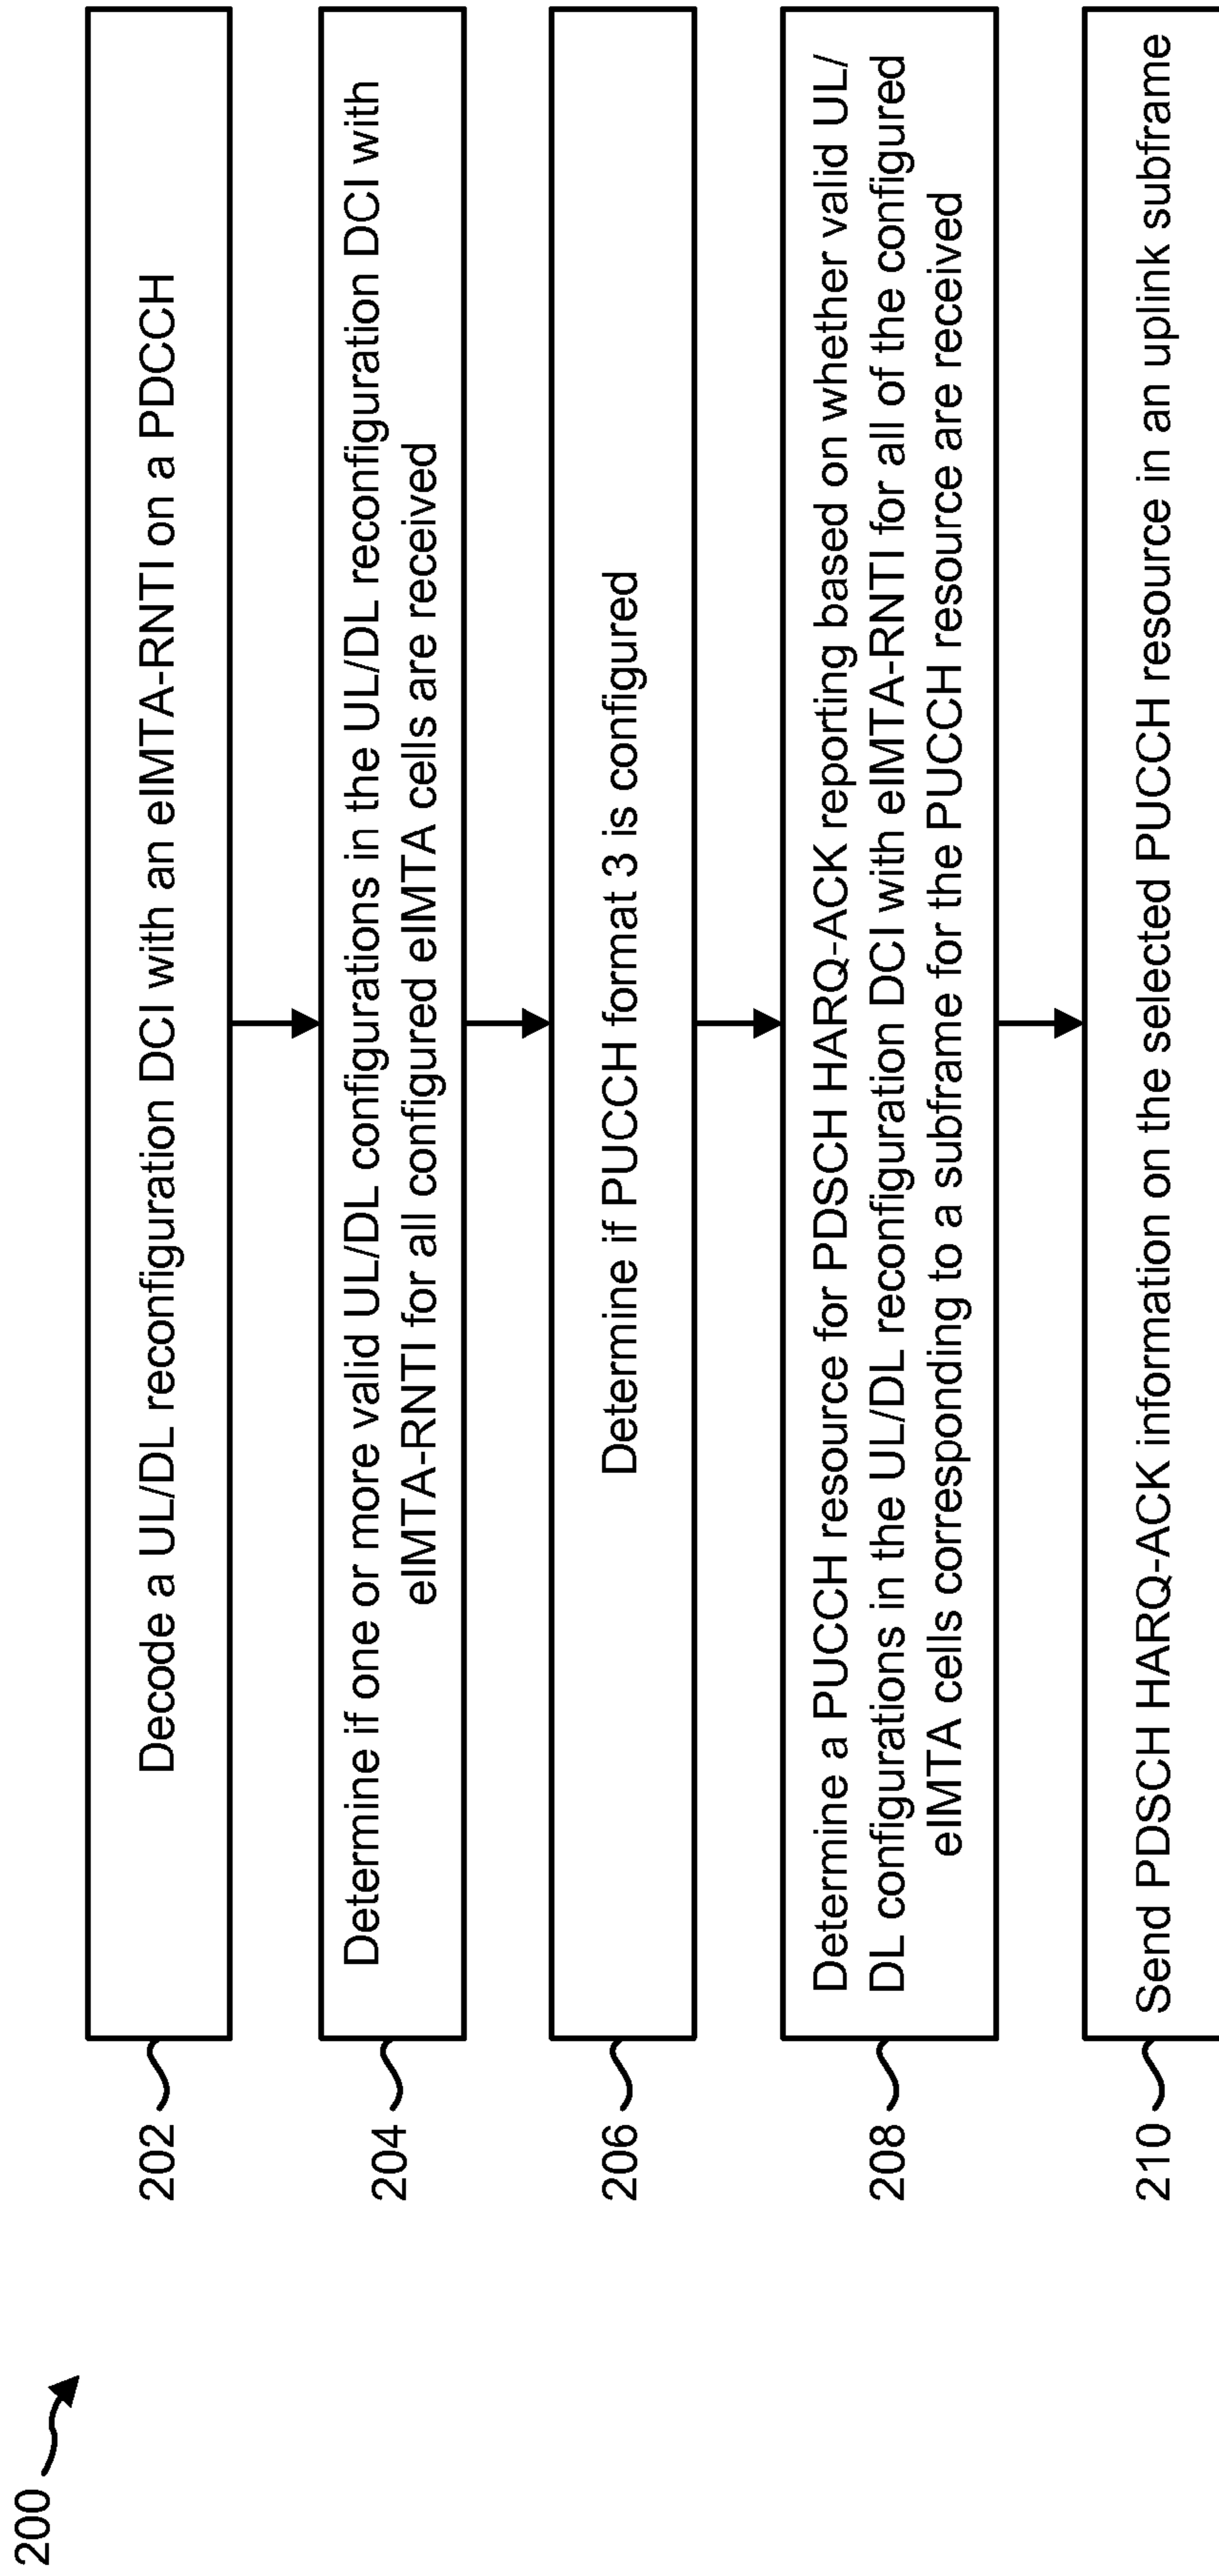 200
202
Decode a UL/DL reconfiguration DCI with an eIMTA-RNTI on a PDCCH
204
Determine if one or more valid UL/DL configurations in the UL/DL reconfiguration DCI with
eIMTA-RNTI for all configured eIMTA cells are received
206
Determine if PUCCH format 3 is configured
208
Determine a PUCCH resource for PDSCH HARQ-ACK reporting based on whether valid UL/
DL configurations in the UL/DL reconfiguration DCI with eIMTA-RNTI for all of the configured
eIMTA cells corresponding to a subframe for the PUCCH resource are received
210
Send PDSCH HARQ-ACK information on the selected PUCCH resource in an uplink subframe